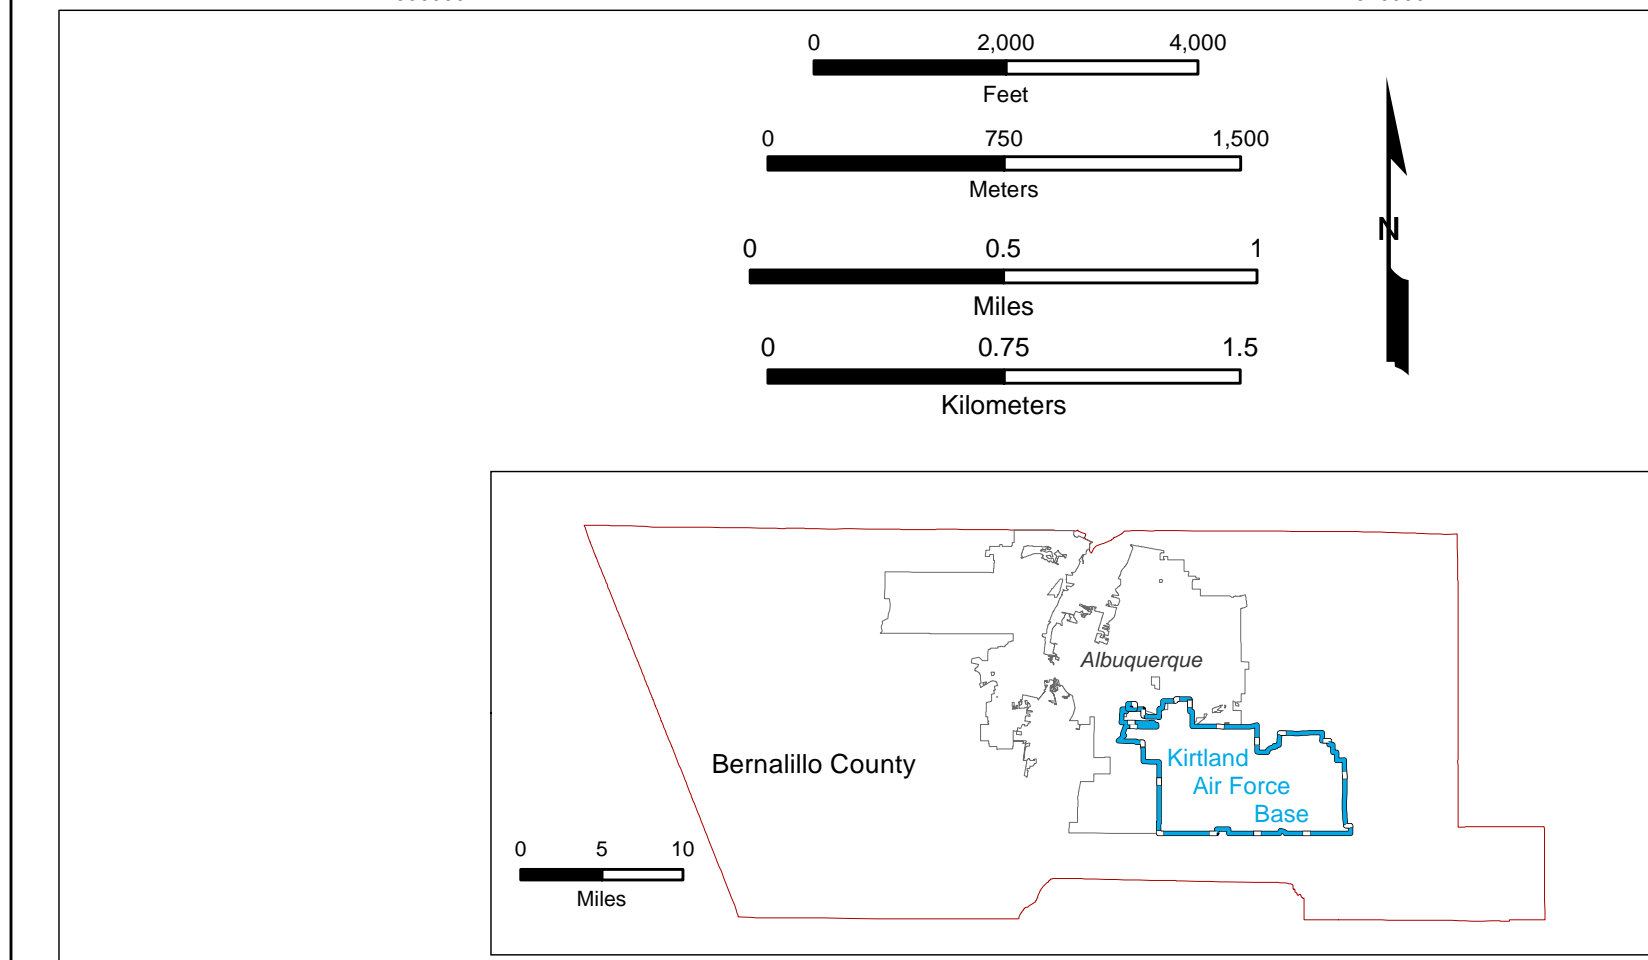 0 2,000 4,000
Feet
0 750 1,500
Meters
0 0.5 1
Miles
0 0.75 1.5
Kilometers
N
Albuquerque
Bernalillo County
Kirtland
Air Force
Base
0 5 10
Miles